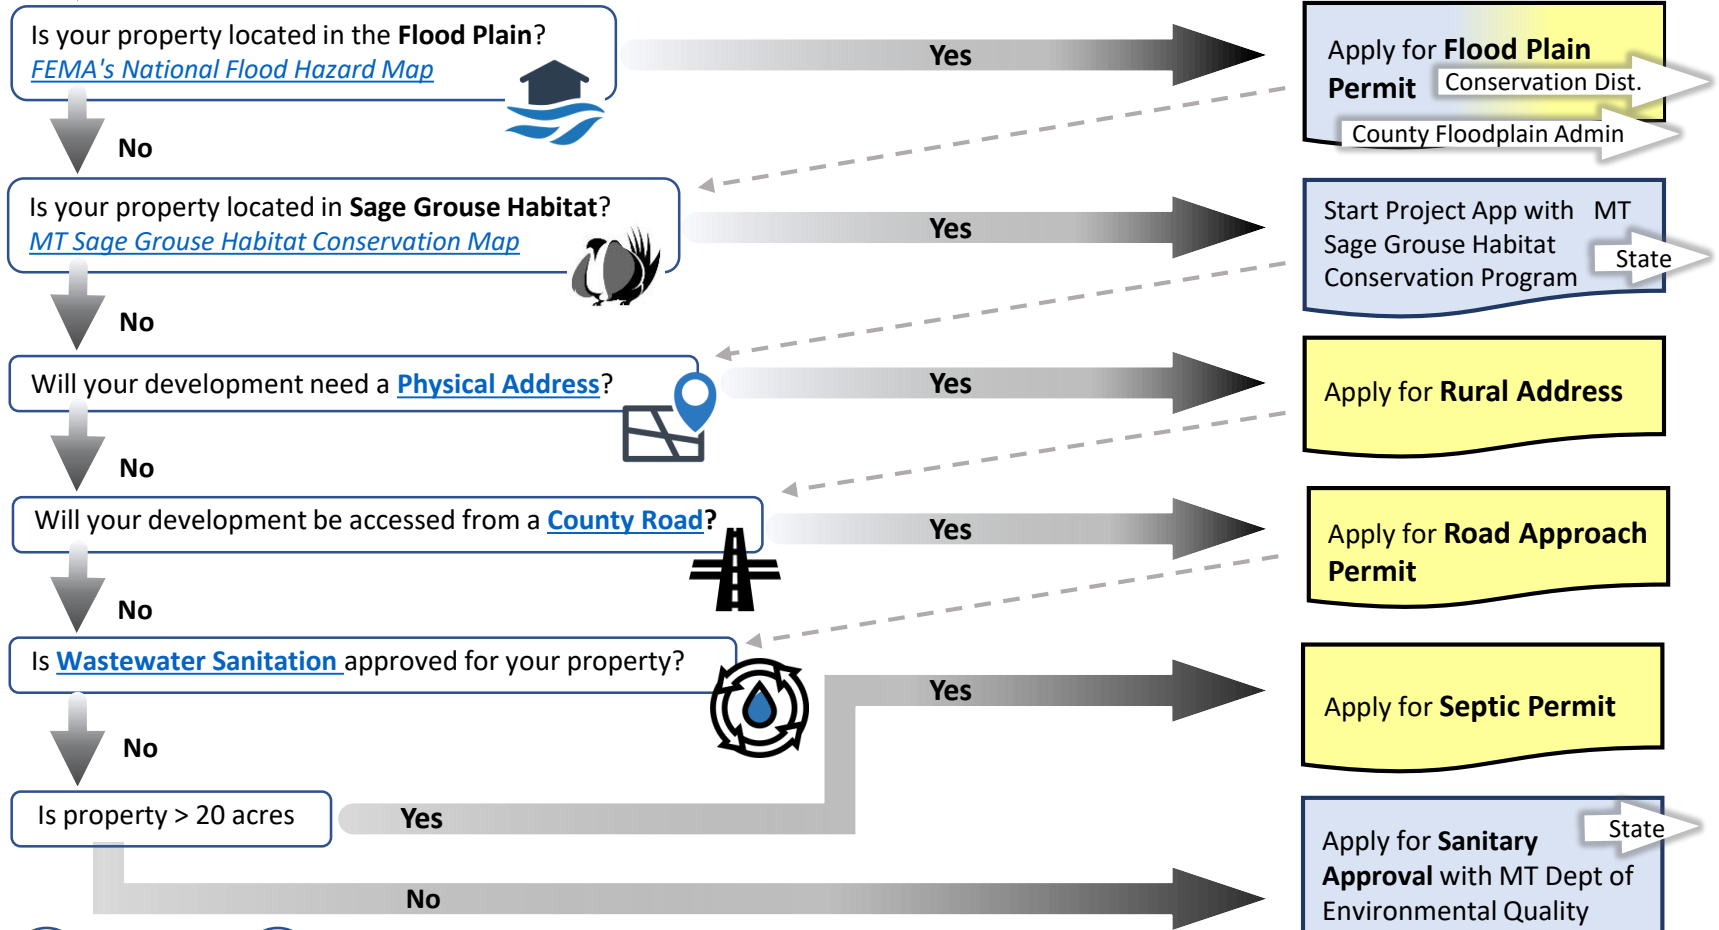 Is your property located in the Flood Plain?
FEMA's National Flood Hazard Map
Yes
Apply for Flood Plain
Permit
Conservation Dist.
County Floodplain Admin
No
Is your property located in Sage Grouse Habitat?
MT Sage Grouse Habitat Conservation Map
Yes
Start Project App with MT
Sage Grouse Habitat
Conservation Program
State
No
Will your development need a Physical Address?
Yes
Apply for Rural Address
No
Will your development be accessed from a County Road?
Yes
Apply for Road Approach
Permit
No
Is Wastewater Sanitation approved for your property?
Yes
Apply for Septic Permit
No
Is property > 20 acres
Yes
No
State
Apply for Sanitary
Approval with MT Dept of
Environmental Quality